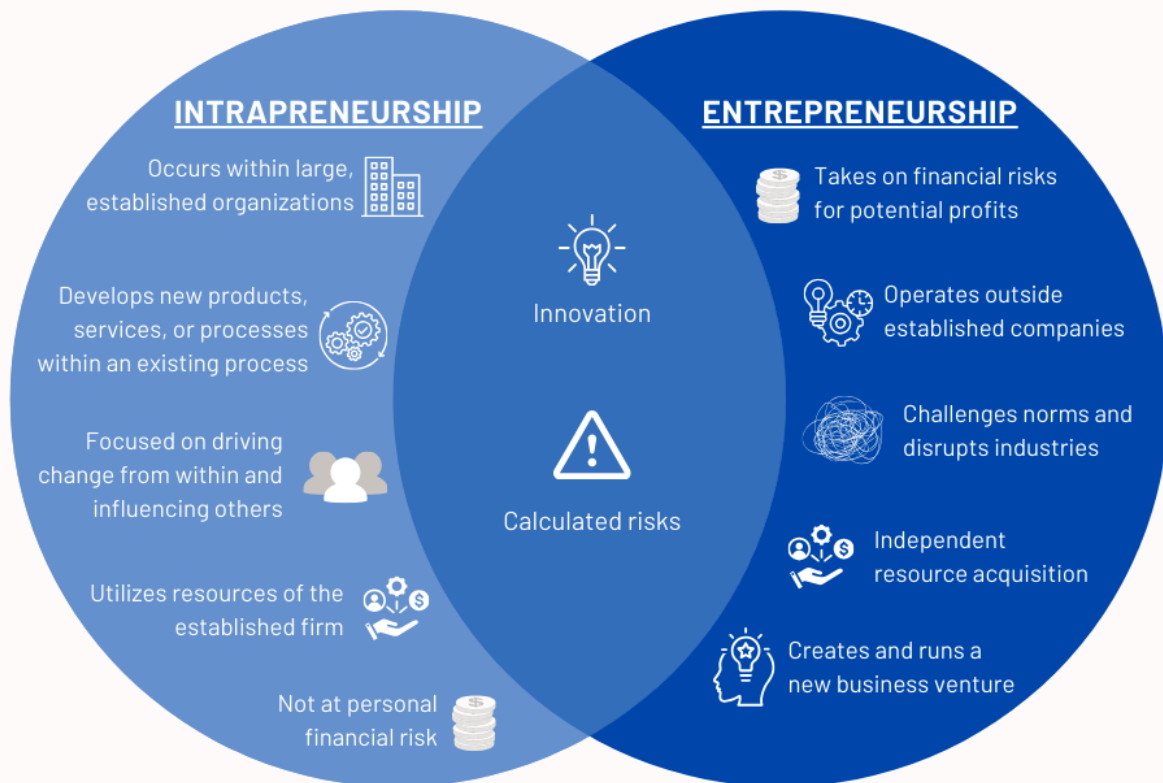 INTRAPRENEURSHIP
Occurs within large,
established organizations
Develops new products,
services, or processes
within an existing process
Focused on driving
change from within and
influencing others
Utilizes resources of the
established firm
Not at personal
financial risk
Innovation
Calculated risks
ENTREPRENEURSHIP
$
Takes on financial risks
for potential profits
Operates outside
established companies
Challenges norms and
disrupts industries
Independent
resource acquisition
Creates and runs a
new business venture